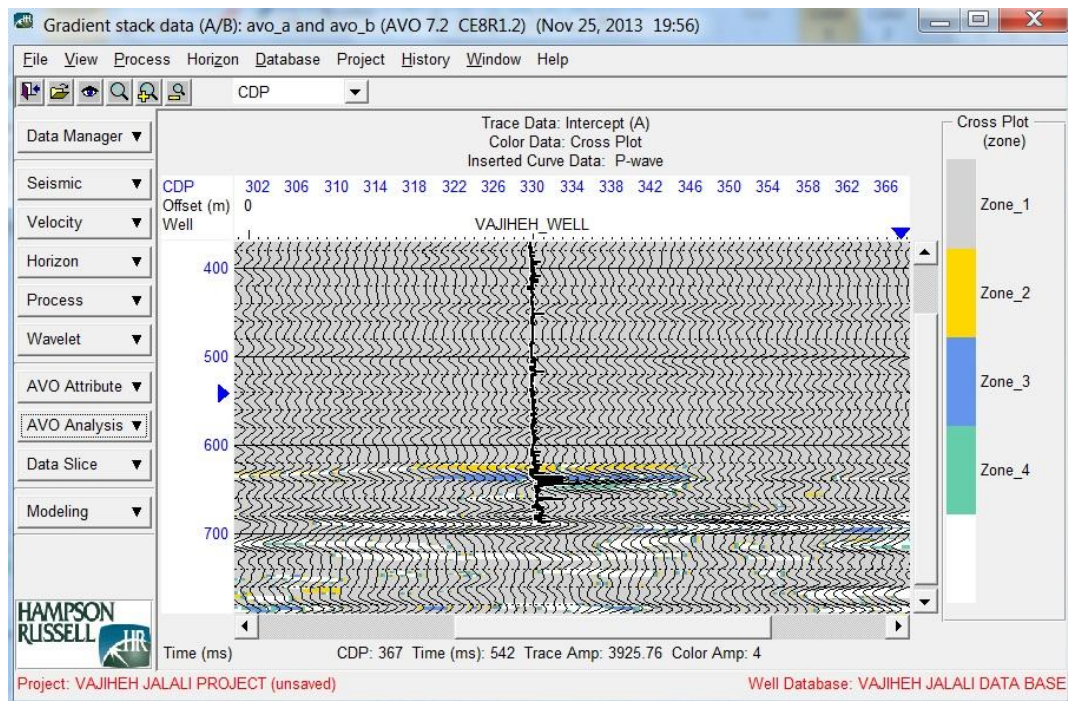 Gradient stack data (A/B): avo_a and avo_b (AVO 7.2 CE8R1.2) (Nov 25, 2013 19:56)
File View Process Horizon Database Project History Window Help
CDP
Data Manager
Seismic
Velocity
Horizon
Process
Wavelet
AVO Attribute
AVO Analysis
Data Slice
Modeling
HAMPSON
RUSSELL
HR
Trace Data: Intercept (A)
Color Data: Cross Plot
Inserted Curve Data: P-wave
CDP 302 306 310 314 318 322 326 330 334 338 342 346 350 354 358 362 366
Offset (m) 0
Well VAJIHEH_WELL
400
500
600
700
Time (ms) CDP: 367 Time (ms): 542 Trace Amp: 3925.76 Color Amp: 4
Cross Plot
(zone)
Zone_1
Zone_2
Zone_3
Zone_4
Project: VAJIHEH JALALI PROJECT (unsaved) Well Database: VAJIHEH JALALI DATA BASE